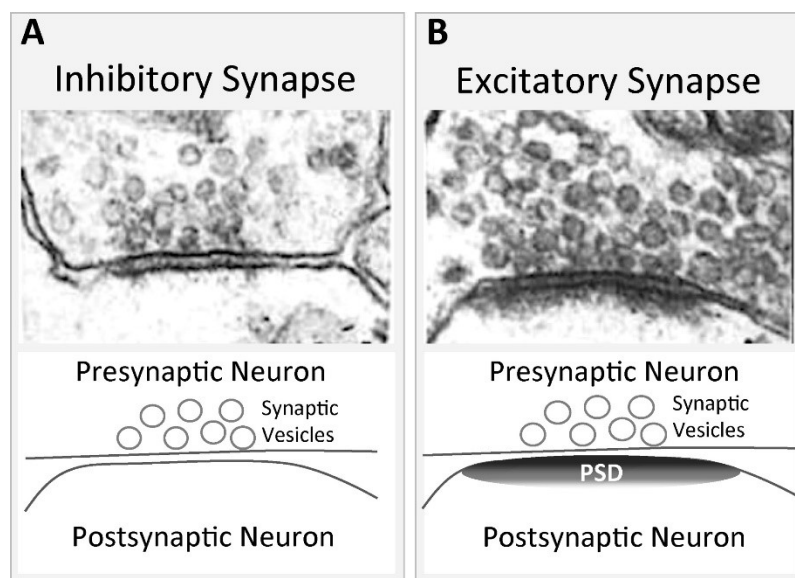 A
Inhibitory Synapse
Presynaptic Neuron
Synaptic
Vesicles
Postsynaptic Neuron
B
Excitatory Synapse
Presynaptic Neuron
Synaptic
Vesicles
PSD
Postsynaptic Neuron